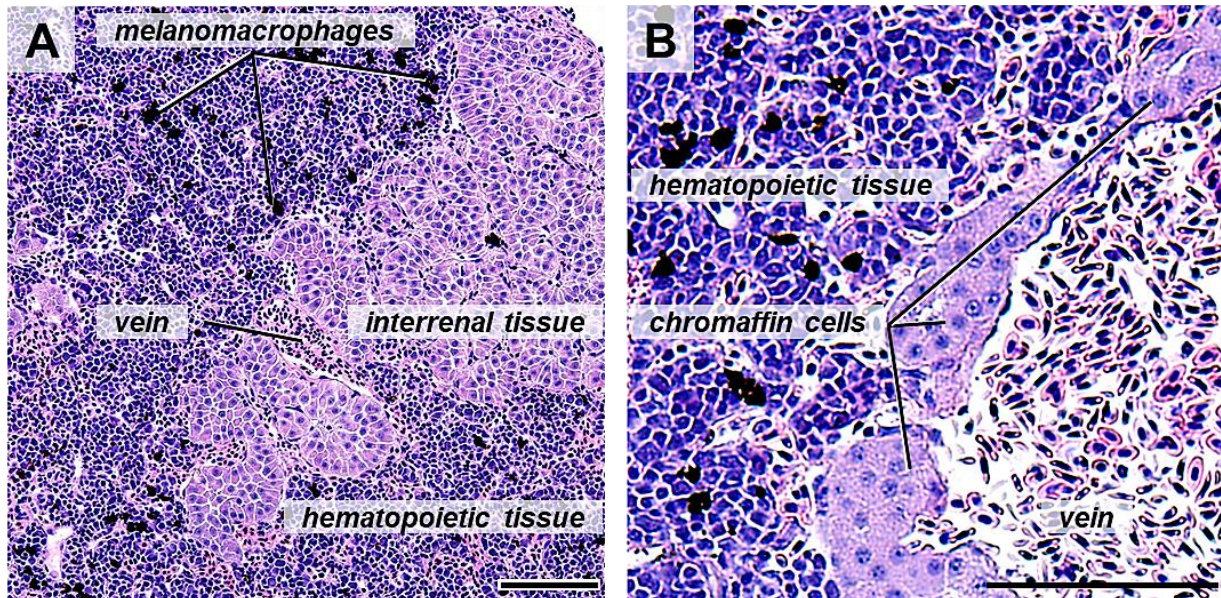 A
melanomacrophages
vein
interrenal tissue
hematopoietic tissue
B
hematopoietic tissue
chromaffin cells
vein